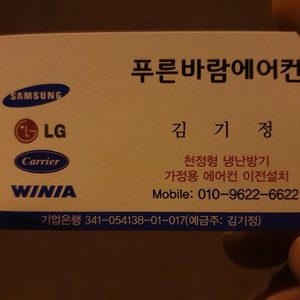 푸른바람에어컨
SAMSUNG
LG
김 기 정
Carrier
천정형 냉난방기
가정용 에어컨 이전설치
WINIA
Mobile: 010-9622-6622
기업은행 341-054138-01-017(예금주: 김기정)